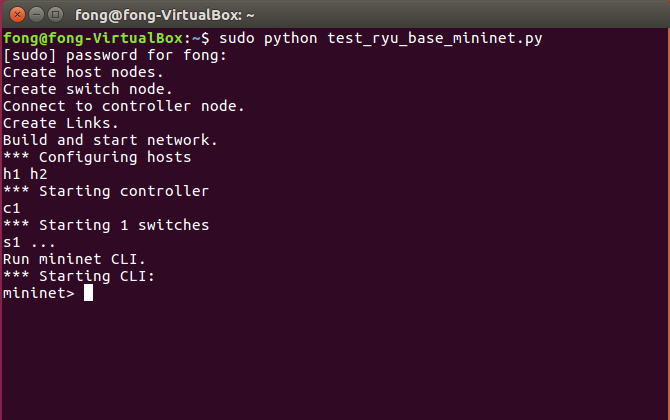 fong@fong-VirtualBox: ~
fong@fong-VirtualBox:~$ sudo python test_ryu_base_mininet.py
[sudo] password for fong:
Create host nodes.
Create switch node.
Connect to controller node.
Create Links.
Build and start network.
*** Configuring hosts
h1 h2
*** Starting controller
c1
*** Starting 1 switches
s1 ...
Run mininet CLI.
*** Starting CLI:
mininet>